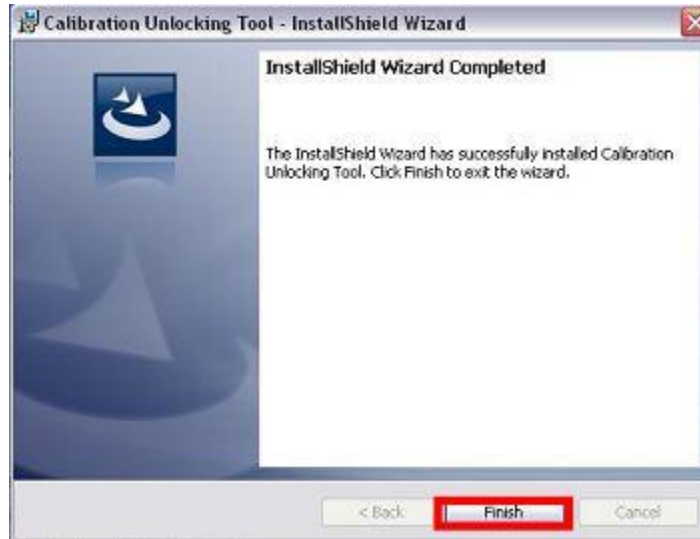 Calibration Unlocking Tool - InstallShield Wizard
InstallShield Wizard Completed
The InstallShield Wizard has successfully installed Calibration
Unlocking Tool. Click Finish to exit the wizard.
< Back
Finish
Cancel